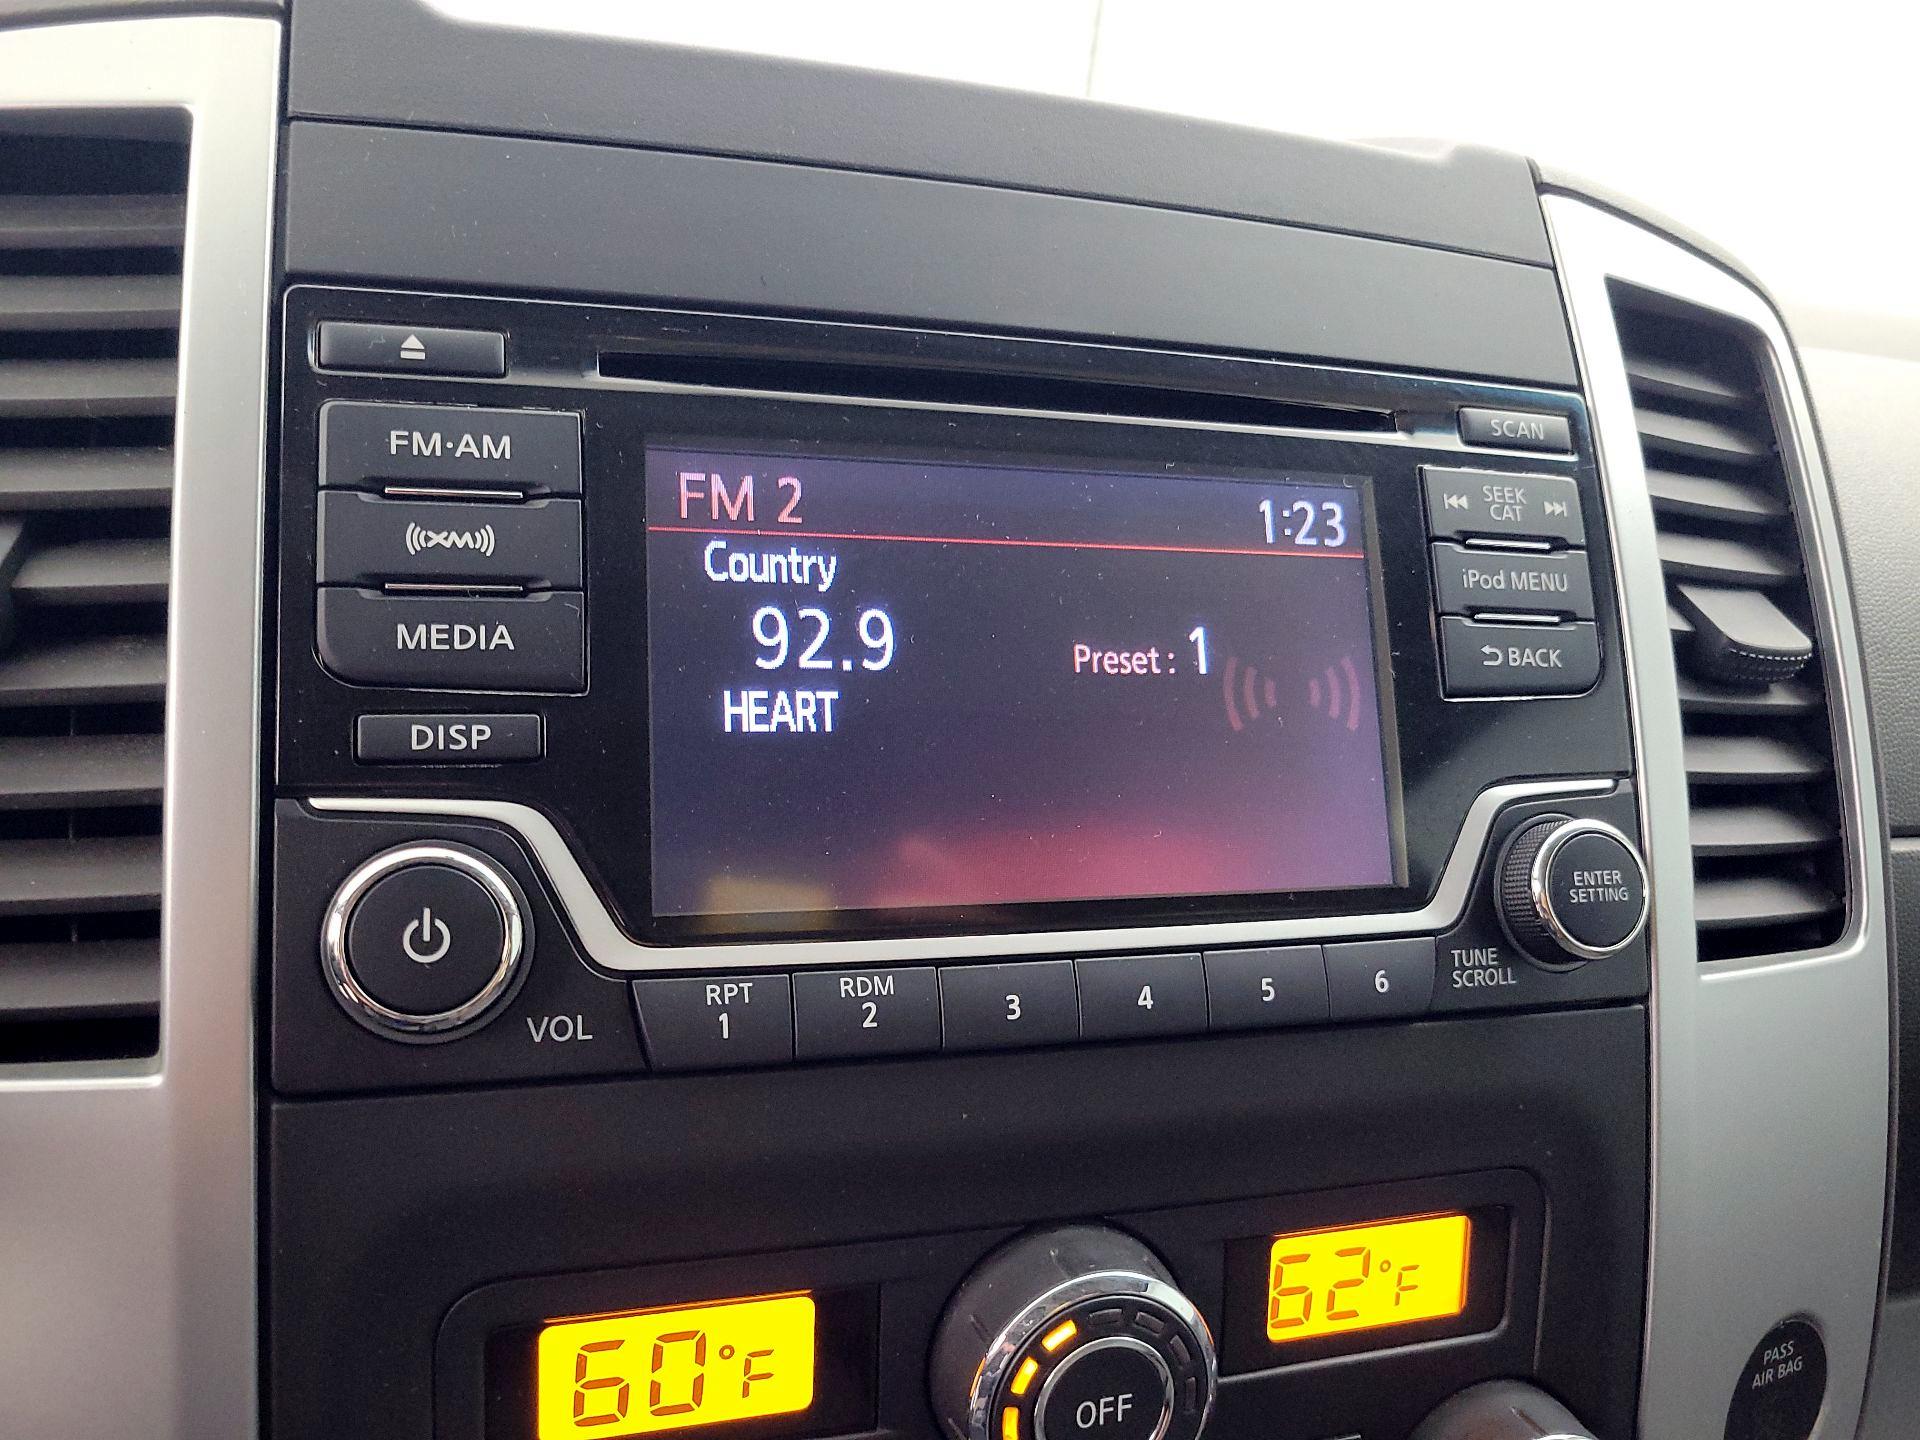 FM·AM
XM
MEDIA
DISP
VOL
SCAN
SEEK
CAT
iPod MENU
BACK
FM 2
1:23
Country
92.9
Preset : 1
HEART
ENTER
SETTING
TUNE
SCROLL
RPT
1
RDM
2
3
4
5
6
60°F
62°F
OFF
PASS
AIR BAG